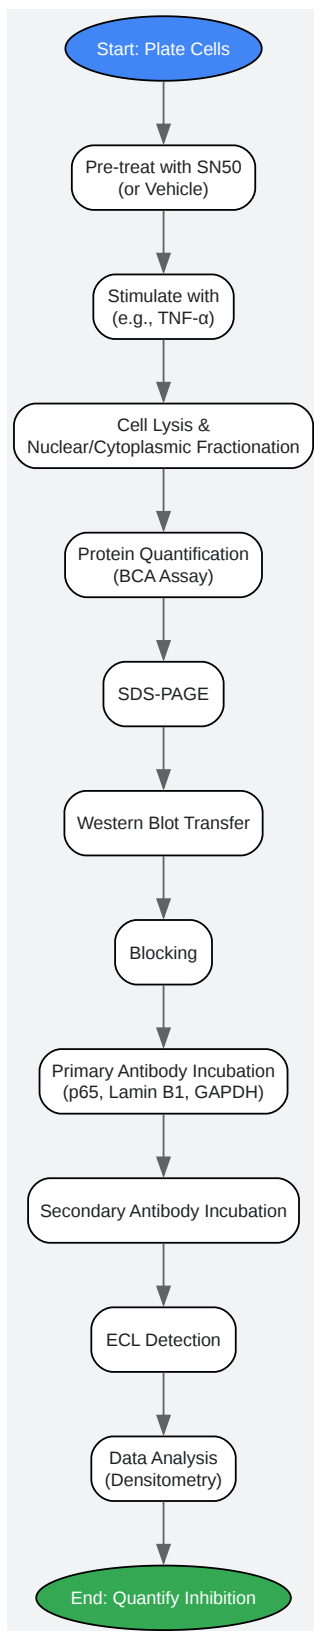 Start: Plate Cells
Pre-treat with SN50
(or Vehicle)
Stimulate with
(e.g., TNF-α)
Cell Lysis &
Nuclear/Cytoplasmic Fractionation
Protein Quantification
(BCA Assay)
SDS-PAGE
Western Blot Transfer
Blocking
Primary Antibody Incubation
(p65, Lamin B1, GAPDH)
Secondary Antibody Incubation
ECL Detection
Data Analysis
(Densitometry)
End: Quantify Inhibition